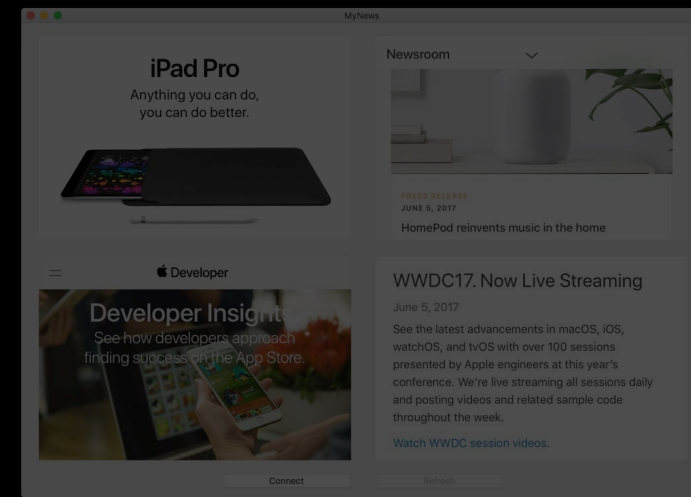 MyNews
iPad Pro
Anything you can do,
you can do better.
Newsroom
PRESS RELEASE
JUNE 5, 2017
HomePod reinvents music in the home
Developer
Developer Insights
See how developers approach
finding success on the App Store.
WWDC17. Now Live Streaming
June 5, 2017
See the latest advancements in macOS, iOS,
watchOS, and tvOS with over 100 sessions
presented by Apple engineers at this year's
conference. We're live streaming all sessions daily
and posting videos and related sample code
throughout the week.
Watch WWDC session videos.
Connect
Refresh